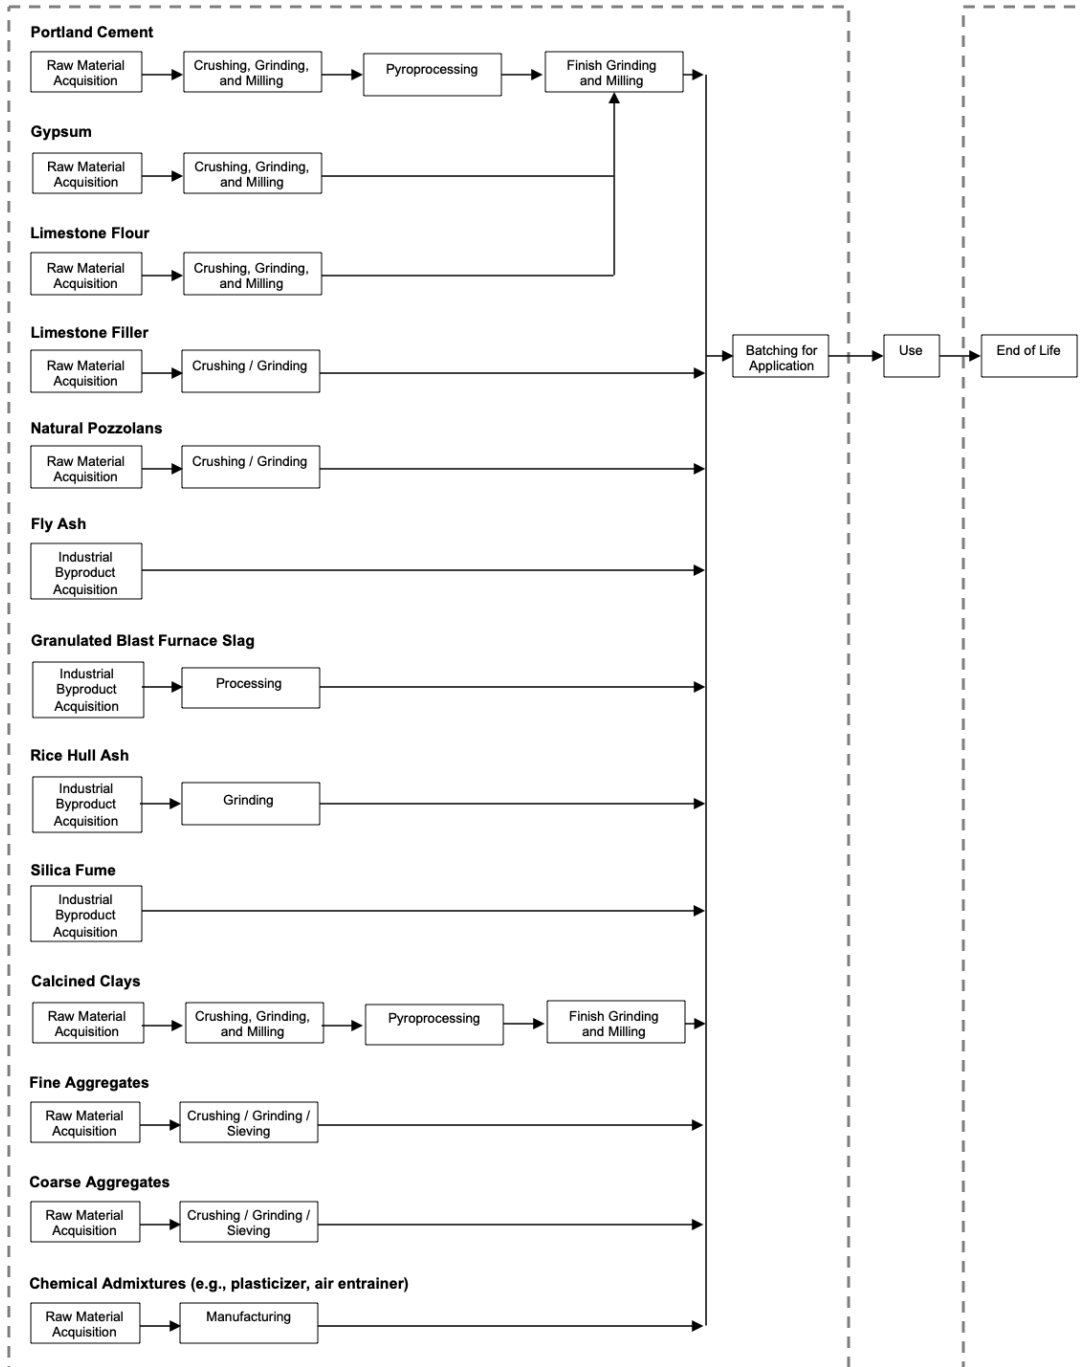 Portland Cement
Raw Material
Acquisition
Crushing, Grinding,
and Milling
Pyroprocessing
Finish Grinding
and Milling
Gypsum
Raw Material
Acquisition
Crushing, Grinding,
and Milling
Limestone Flour
Raw Material
Acquisition
Crushing, Grinding,
and Milling
Limestone Filler
Raw Material
Acquisition
Crushing / Grinding
Batching for
Application
Use
End of Life
Natural Pozzolans
Raw Material
Acquisition
Crushing / Grinding
Fly Ash
Industrial
Byproduct
Acquisition
Granulated Blast Furnace Slag
Industrial
Byproduct
Acquisition
Processing
Rice Hull Ash
Industrial
Byproduct
Acquisition
Grinding
Silica Fume
Industrial
Byproduct
Acquisition
Calcined Clays
Raw Material
Acquisition
Crushing, Grinding,
and Milling
Pyroprocessing
Finish Grinding
and Milling
Fine Aggregates
Raw Material
Acquisition
Crushing / Grinding /
Sieving
Coarse Aggregates
Raw Material
Acquisition
Crushing / Grinding /
Sieving
Chemical Admixtures (e.g., plasticizer, air entrainer)
Raw Material
Acquisition
Manufacturing